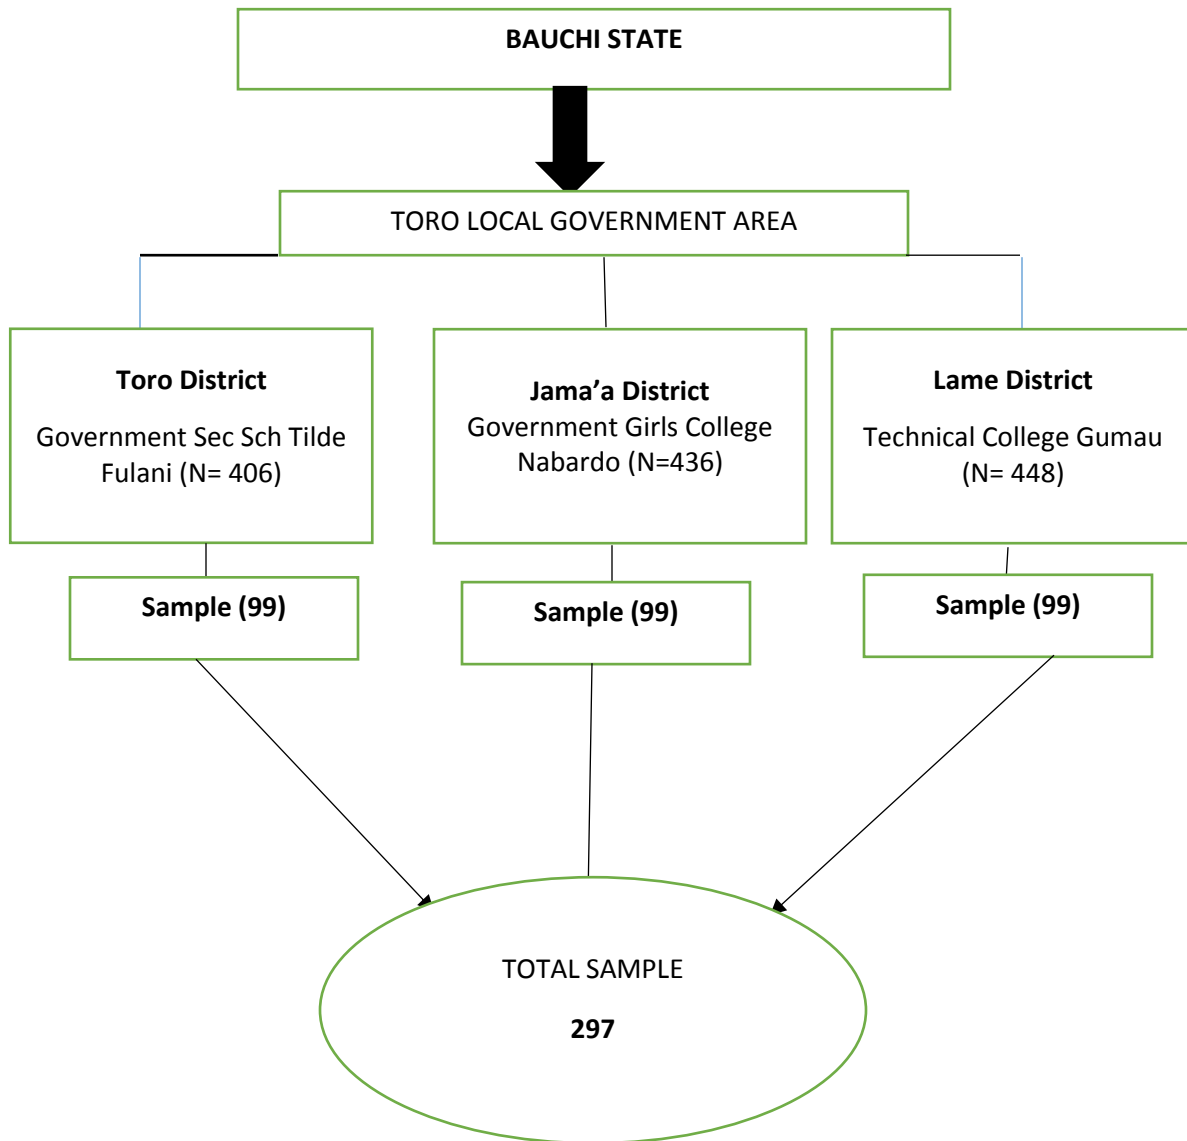 BAUCHI STATE
TORO LOCAL GOVERNMENT AREA
Toro District
Government Sec Sch Tilde
Fulani (N= 406)
Jama’a District
Government Girls College
Nabardo (N=436)
Lame District
Technical College Gumau
(N= 448)
Sample (99)
Sample (99)
Sample (99)
TOTAL SAMPLE
297